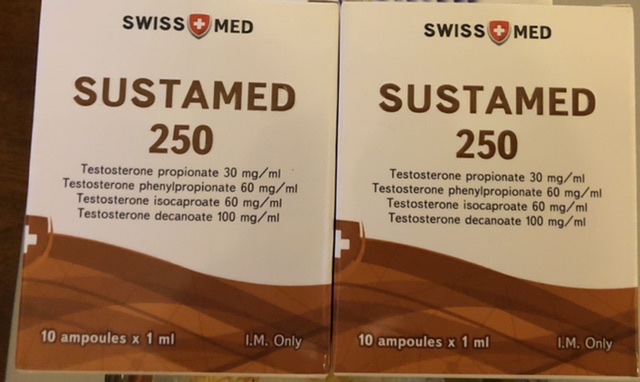 SWISS MED
SUSTAMED
250
Testosterone propionate 30 mg/ml
Testosterone phenylpropionate 60 mg/ml
Testosterone isocaproate 60 mg/ml
Testosterone decanoate 100 mg/ml
10 ampoules x 1 ml
I.M. Only
SWISS MED
SUSTAMED
250
Testosterone propionate 30 mg/ml
Testosterone phenylpropionate 60 mg/ml
Testosterone isocaproate 60 mg/ml
Testosterone decanoate 100 mg/ml
10 ampoules x 1 ml
I.M. Only